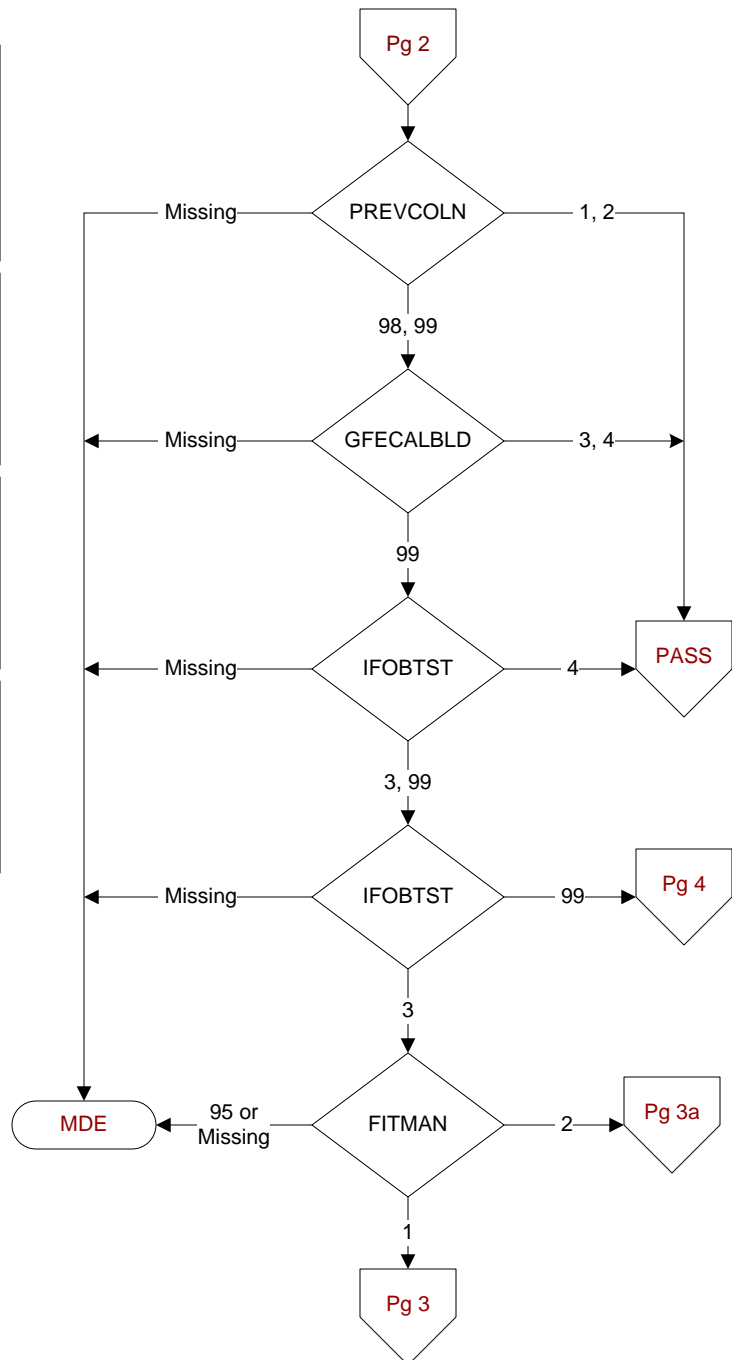 Pg 2
Missing
PREVCOLN
1, 2
98, 99
Missing
GFECALBLD
3, 4
99
Missing
IFOBTST
4
PASS
3, 99
Missing
IFOBTST
99
Pg 4
3
MDE
95 or
Missing
FITMAN
2
Pg 3a
1
Pg 3